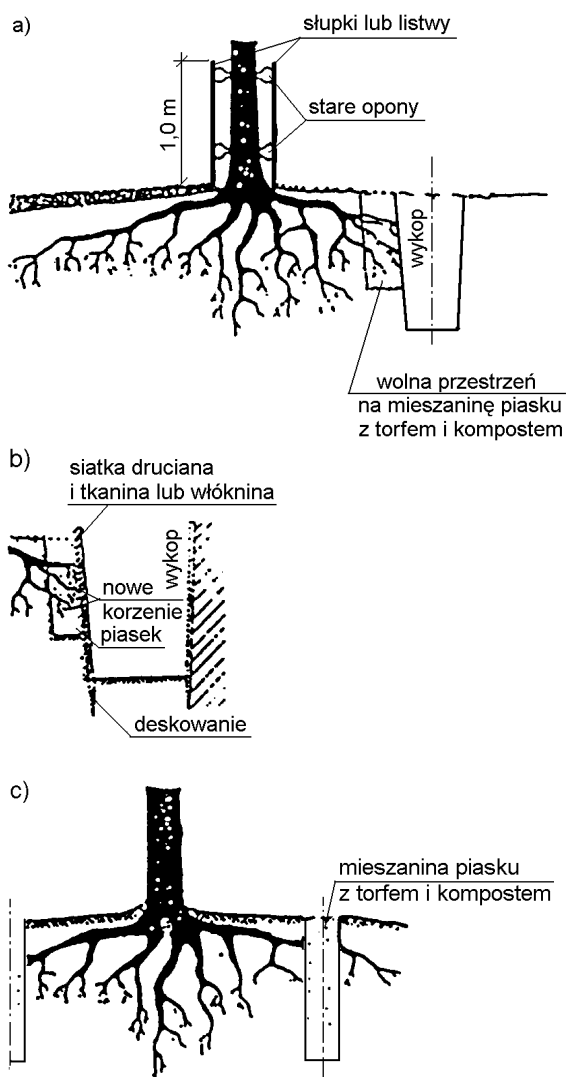 a)
słupki lub listwy
stare opony
1,0 m
wykop
wolna przestrzeń
na mieszaninę piasku
z torfem i kompostem
b)
siatka druciana
i tkanina lub włóknina
wykop
nowe
korzenie
piasek
deskowanie
c)
mieszanina piasku
z torfem i kompostem